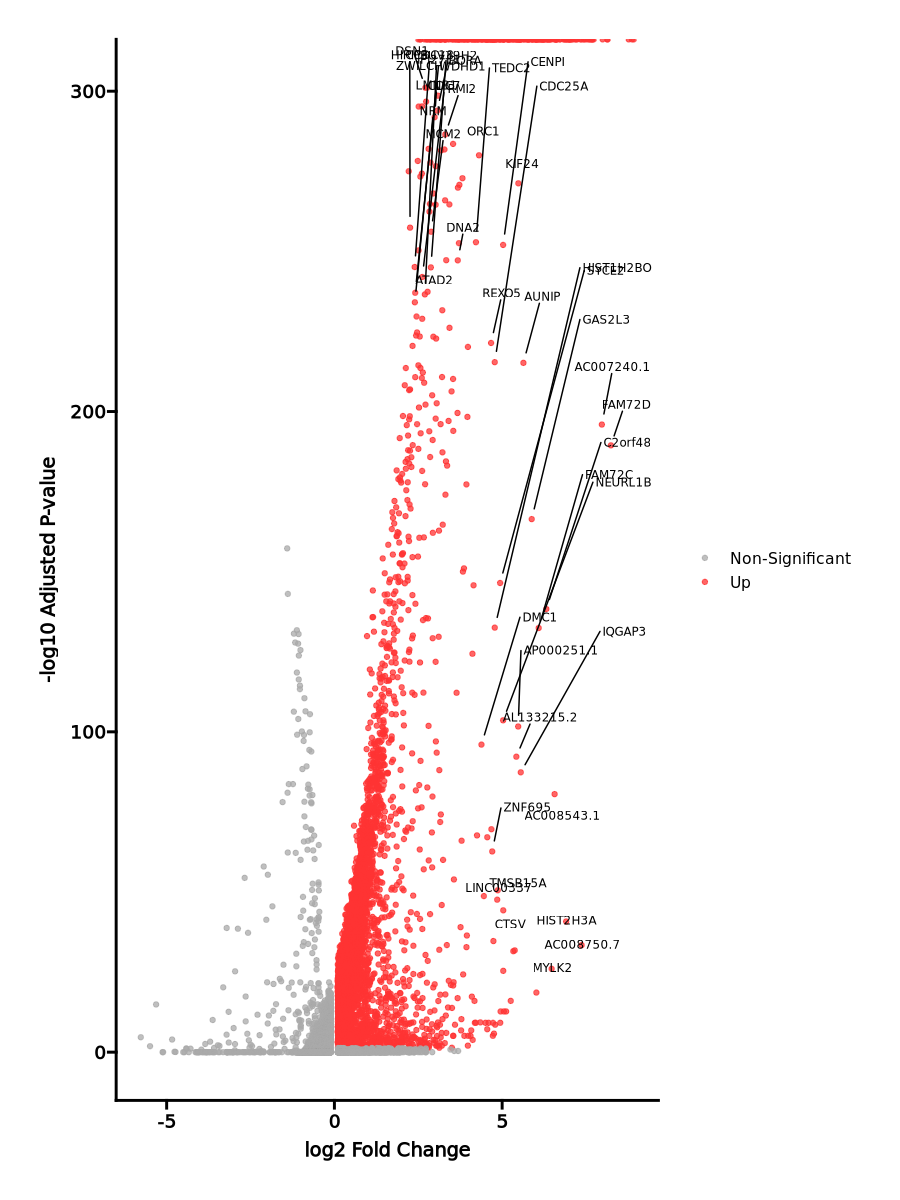 DSN1
ZWILCH
WDHD1
TEDC2
CENPI
CDC25A
RMI2
NRM
MCM2
ORC1
KIF24
DNA2
HIST1H2BO
SYCE2
ATAD2
REXO5
AUNIP
GAS2L3
AC007240.1
FAM72D
C2orf48
FAM72C
NEURL1B
DMC1
IQGAP3
AP000251.1
AL133215.2
ZNF695
AC008543.1
TMSB15A
LINC00337
HIST2H3A
CTSV
AC008750.7
MYLK2
300
200
100
0
-5
0
5
-log10 Adjusted P-value
log2 Fold Change
Non-Significant
Up